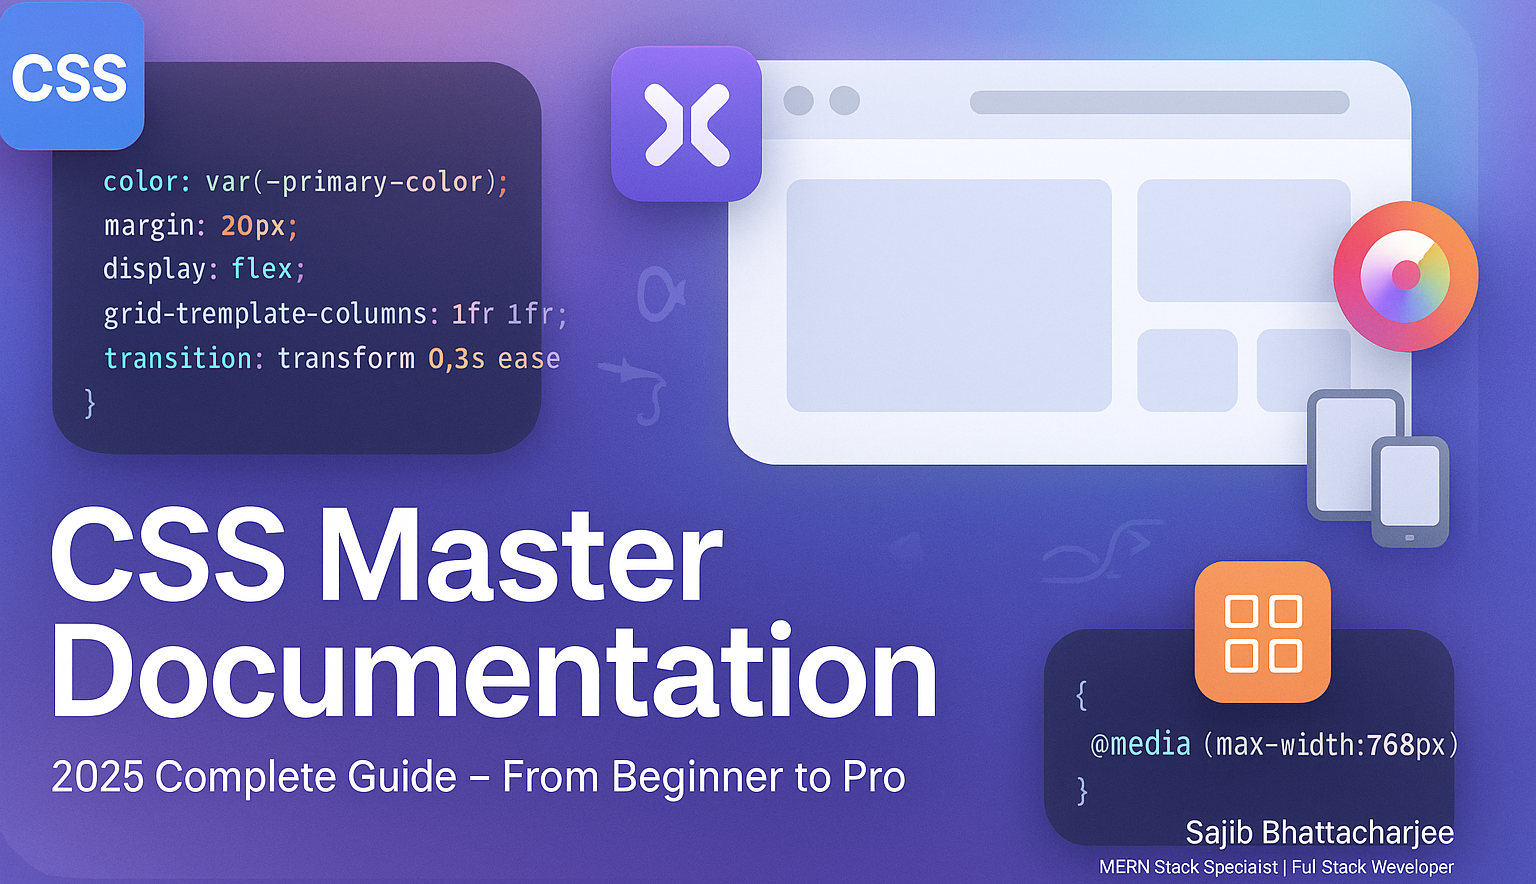 CSS
color: var(-primary-color);
margin: 20px;
display: flex;
grid-tremplate-columns: 1fr 1fr;
transition: transform 0,3s ease
}
CSS Master
Documentation
2025 Complete Guide – From Beginner to Pro
{
@media (max-width:768px)
}
Sajib Bhattacharjee
MERN Stack Speciaist | Ful Stack Weveloper